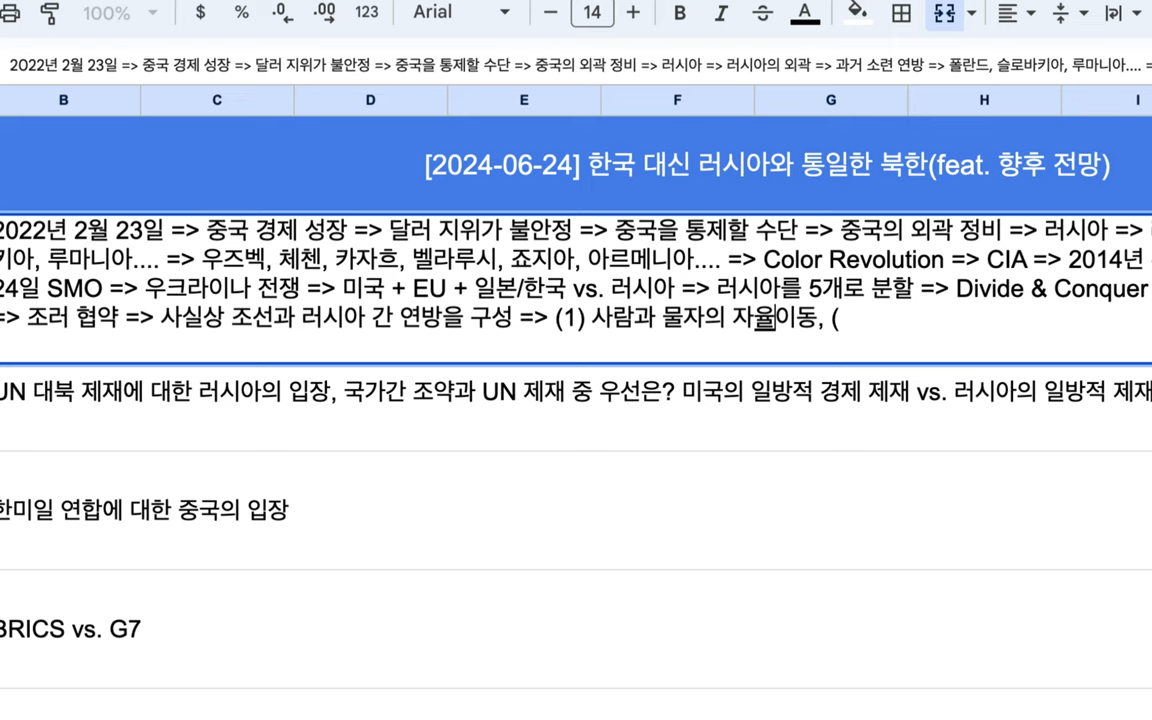 100% $ % .0 .00 123 Arial 14 B I A
2022년 2월 23일 => 중국 경제 성장 => 달러 지위가 불안정 => 중국을 통제할 수단 => 중국의 외곽 정비 => 러시아 => 러시아의 외곽 => 과거 소련 연방 => 폴란드, 슬로바키아, 루마니아.... =
B C D E F G H I
[2024-06-24] 한국 대신 러시아와 통일한 북한(feat. 향후 전망)
2022년 2월 23일 => 중국 경제 성장 => 달러 지위가 불안정 => 중국을 통제할 수단 => 중국의 외곽 정비 => 러시아 =>
키아, 루마니아.... => 우즈벡, 체첸, 카자흐, 벨라루시, 죠지아, 아르메니아.... => Color Revolution => CIA => 2014년
24일 SMO => 우크라이나 전쟁 => 미국 + EU + 일본/한국 vs. 러시아 => 러시아를 5개로 분할 => Divide & Conquer
=> 조러 협약 => 사실상 조선과 러시아 간 연방을 구성 => (1) 사람과 물자의 자율이동, (
UN 대북 제재에 대한 러시아의 입장, 국가간 조약과 UN 제재 중 우선은? 미국의 일방적 경제 제재 vs. 러시아의 일방적 제재
한미일 연합에 대한 중국의 입장
BRICS vs. G7